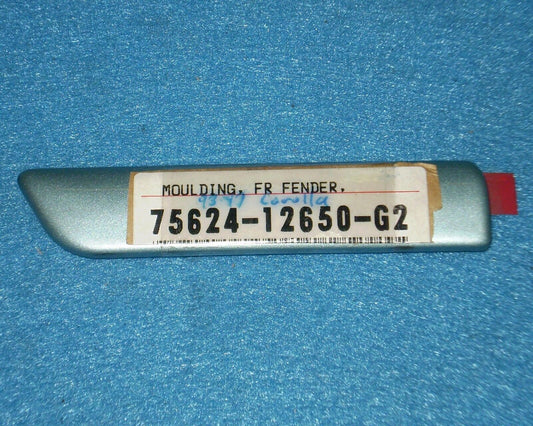 MOULDING, FR FENDER,
93-97 Corolla
75624-12650-G2